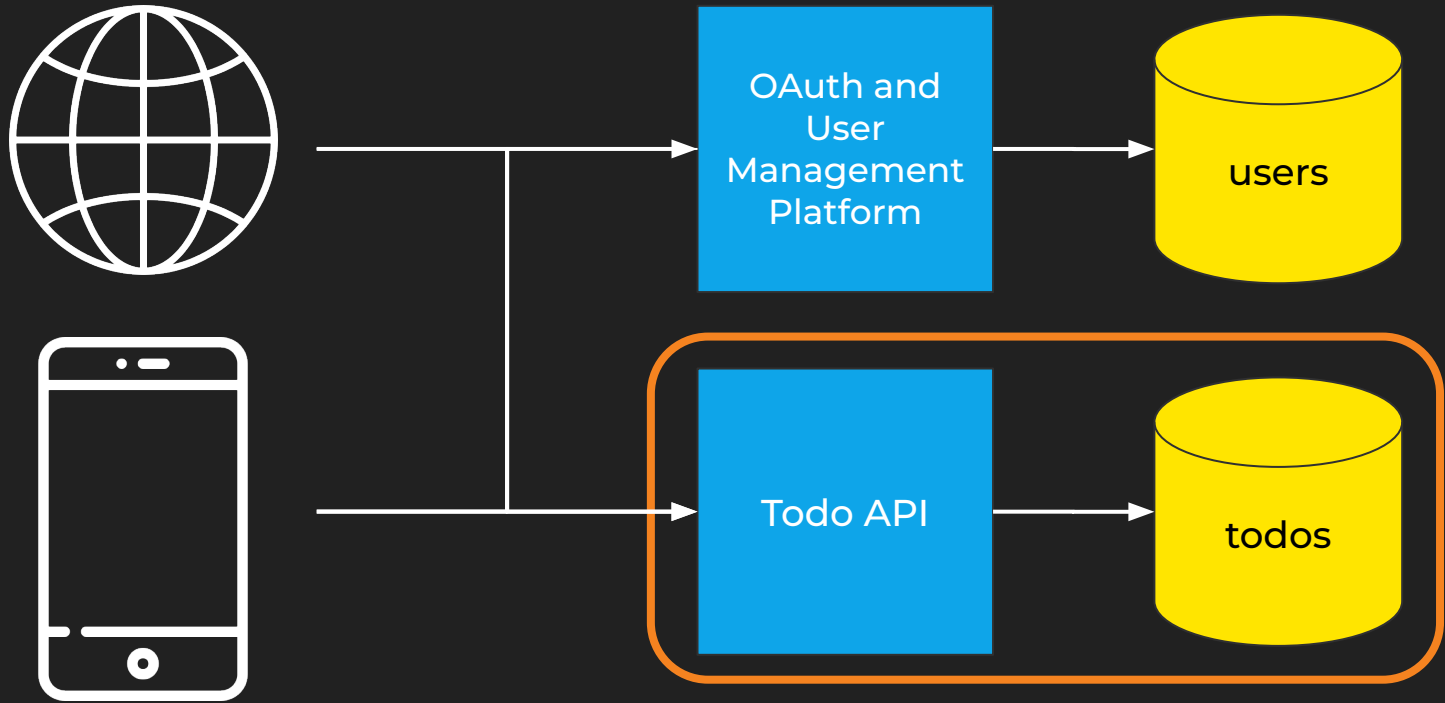 OAuth and
User
Management
Platform
users
Todo API
todos